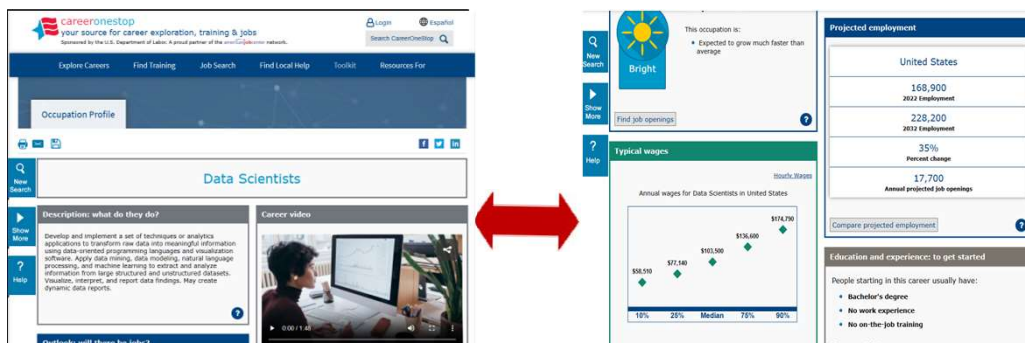 careeronestop
your source for career exploration, training & jobs
Sponsored by the U.S. Department of Labor. A proud partner of the network.
Login
Español
Search CareerOneStop
Explore Careers
Find Training
Job Search
Find Local Help
Toolkit
Resources For
Occupation Profile
New
Search
Show
More
Help
Data Scientists
Description: what do they do?
Develop and implement a set of techniques or analytics
applications to transform raw data into meaningful information
using data-oriented programming languages and visualization
software. Apply data mining, data modeling, natural language
processing, and machine learning to extract and analyze
information from large structured and unstructured datasets.
Visualize, interpret, and report data findings. May create
dynamic data reports.
Career video
0:00 / 1:48
Outlook: will there be jobs?
New
Search
Show
More
Help
Bright
This occupation is:
Expected to grow much faster than
average
Find job openings
Typical wages
Hourly Wages
Annual wages for Data Scientists in United States
$58,510
$77,140
$103,500
$136,600
$174,790
10%
25%
Median
75%
90%
Projected employment
United States
168,900
2022 Employment
228,200
2032 Employment
35%
Percent change
17,700
Annual projected job openings
Compare projected employment
Education and experience: to get started
People starting in this career usually have:
Bachelor's degree
No work experience
No on-the-job training